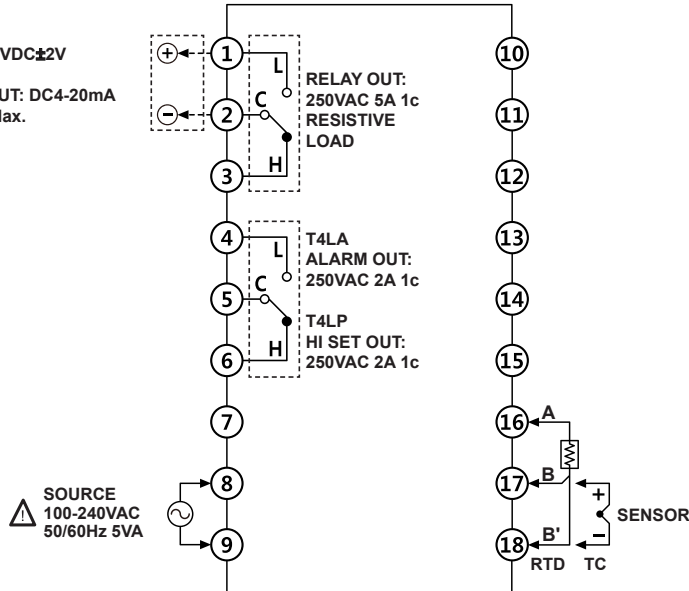 VDC±2V
DC4-20mA
1
L
C
2
H
3
RELAY OUT:
250VAC 5A 1c
RESISTIVE
LOAD
4
L
C
5
H
6
T4LA
ALARM OUT:
250VAC 2A 1c
T4LP
HI SET OUT:
250VAC 2A 1c
7
8
9
SOURCE
100-240VAC
50/60Hz 5VA
10
11
12
13
14
15
16
A
17
B
18
B'
+
−
SENSOR
RTD TC